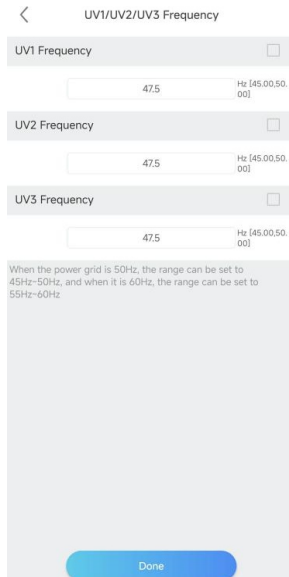 UV1/UV2/UV3 Frequency
UV1 Frequency
47.5
Hz [45.00,50.
00]
UV2 Frequency
47.5
Hz [45.00,50.
00]
UV3 Frequency
47.5
Hz [45.00,50.
00]
When the power grid is 50Hz, the range can be set to
45Hz~50Hz, and when it is 60Hz, the range can be set to
55Hz~60Hz
Done